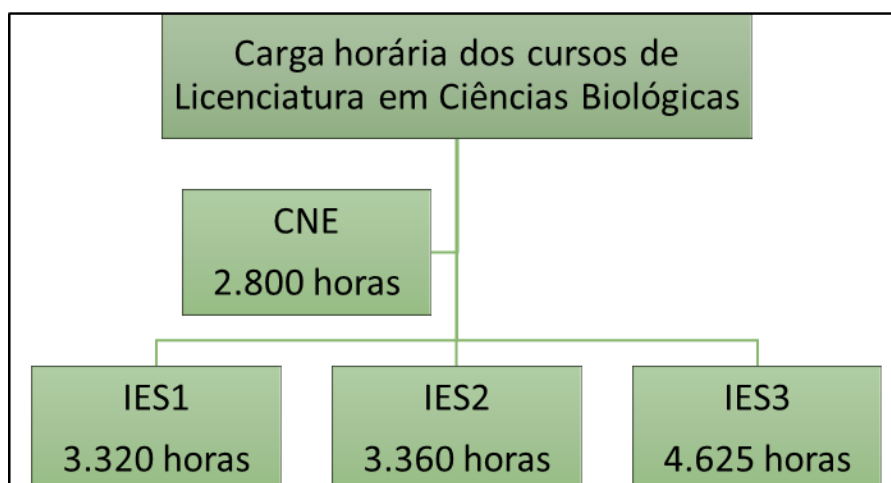 Carga horária dos cursos de
Licenciatura em Ciências Biológicas
CNE
2.800 horas
IES1
3.320 horas
IES2
3.360 horas
IES3
4.625 horas